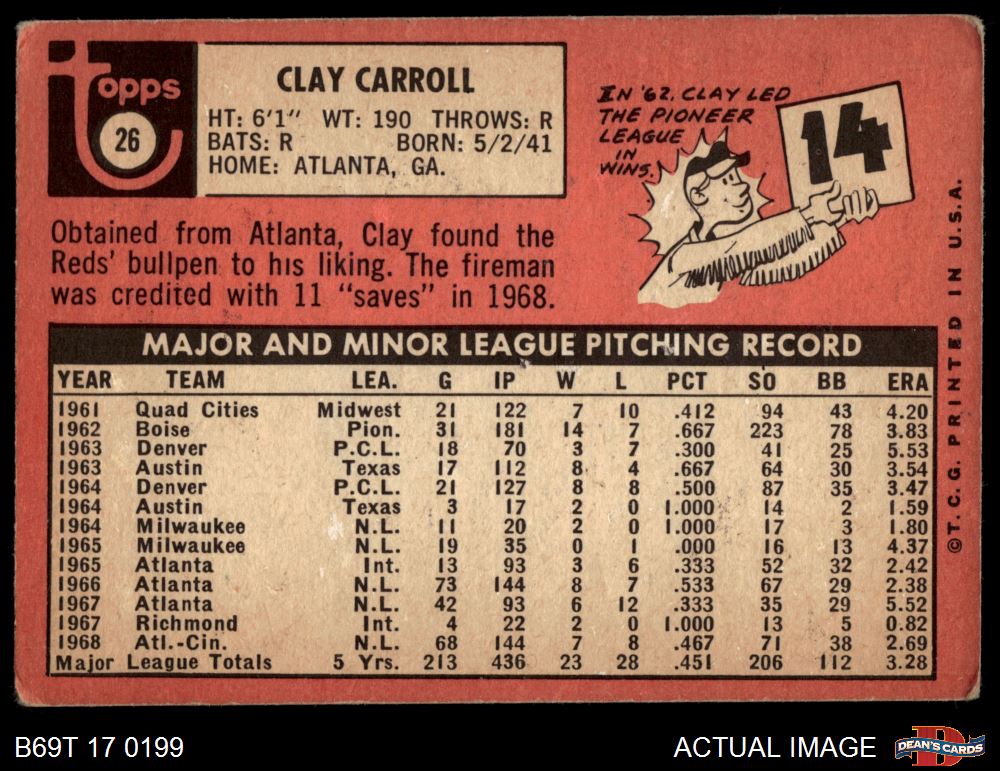 Topps
26
CLAY CARROLL
HT: 6'1" WT: 190 THROWS: R
BATS: R BORN: 5/2/41
HOME: ATLANTA, GA.
IN '62, CLAY LED
THE PIONEER
LEAGUE
IN
WINS.
14
Obtained from Atlanta, Clay found the
Reds' bullpen to his liking. The fireman
was credited with 11 "saves" in 1968.
MAJOR AND MINOR LEAGUE PITCHING RECORD
YEAR TEAM LEA. G IP W L PCT SO BB ERA
1961 Quad Cities Midwest 21 122 7 10 .412 94 43 4.20
1962 Boise Pion. 31 181 14 7 .667 223 78 3.83
1963 Denver P.C.L. 18 70 3 7 .300 41 25 5.53
1963 Austin Texas 17 112 8 4 .667 64 30 3.54
1964 Denver P.C.L. 21 127 8 8 .500 87 35 3.47
1964 Austin Texas 3 17 2 0 1.000 14 2 1.59
1964 Milwaukee N.L. 11 20 2 0 1.000 17 3 1.80
1965 Milwaukee N.L. 19 35 0 1 .000 16 13 4.37
1965 Atlanta Int. 13 93 3 6 .333 52 32 2.42
1966 Atlanta N.L. 73 144 8 7 .533 67 29 2.38
1967 Atlanta N.L. 42 93 6 12 .333 35 29 5.52
1967 Richmond Int. 4 22 2 0 1.000 13 5 0.82
1968 Atl.-Cin. N.L. 68 144 7 8 .467 71 38 2.69
Major League Totals 5 Yrs. 213 436 23 28 .451 206 112 3.28
©T.C.G. PRINTED IN U.S.A.
B69T 17 0199
ACTUAL IMAGE
DEAN'S CARDS